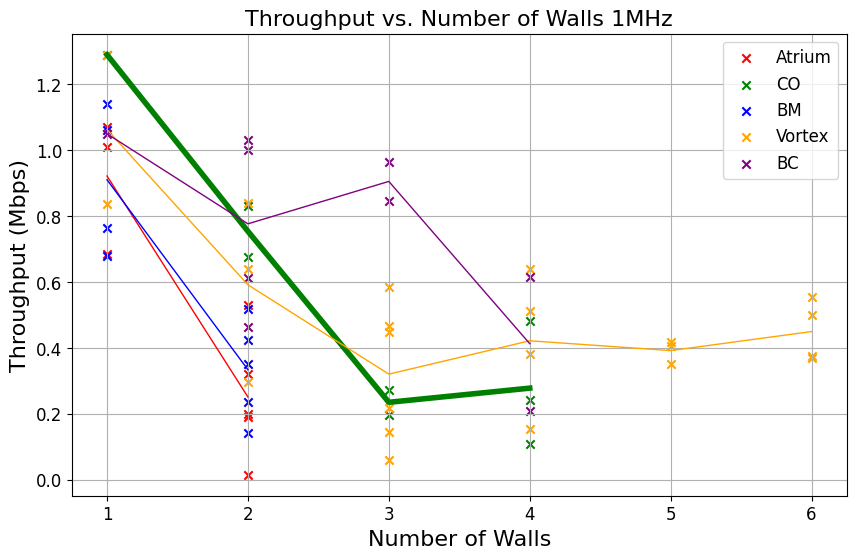 Throughput vs. Number of Walls 1MHz
Throughput (Mbps)
1.2
1.0
0.8
0.6
0.4
0.2
0.0
Atrium
CO
BM
Vortex
BC
1 2 3 4 5 6
Number of Walls